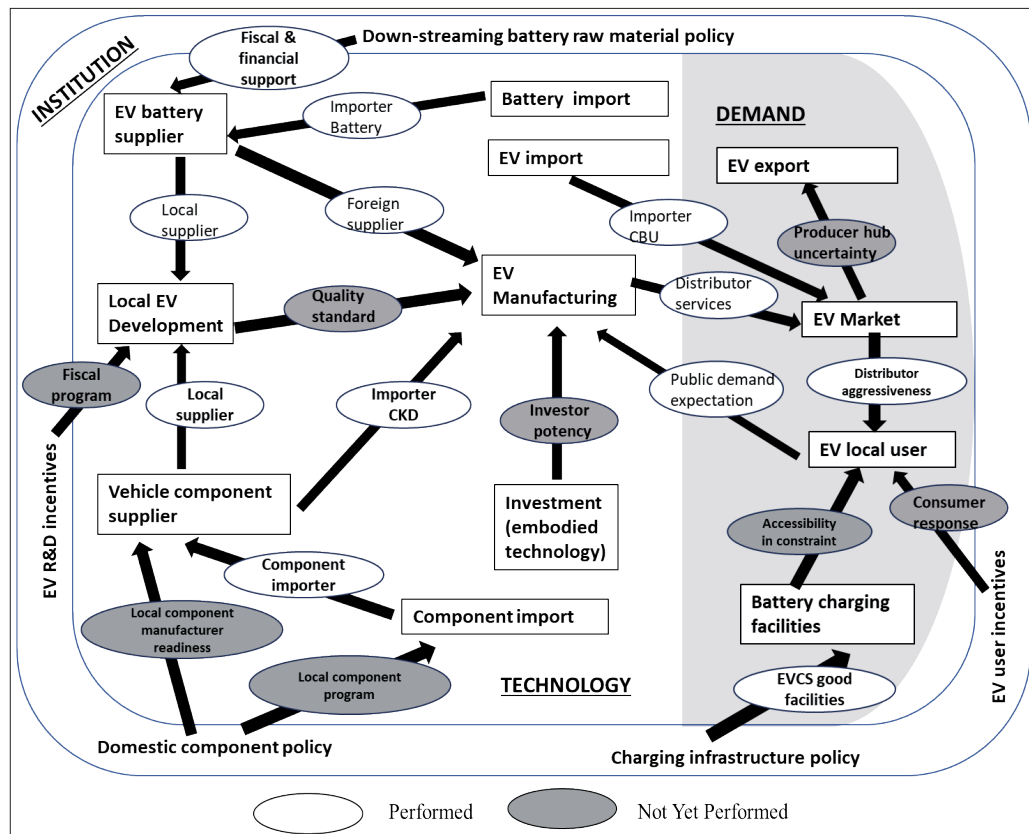 INSTITUTION
Fiscal &
financial
support
Down-streaming battery raw material policy
EV battery
supplier
Importer
Battery
Battery import
DEMAND
EV import
EV export
Local
supplier
Foreign
supplier
Importer
CBU
Producer hub
uncertainty
Local EV
Development
Quality
standard
EV
Manufacturing
Distributor
services
EV Market
Fiscal
program
Local
supplier
Importer
CKD
Investor
potency
Public demand
expectation
Distributor
aggressiveness
EV local user
EV R&D incentives
Vehicle component
supplier
Investment
(embodied
technology)
Accessibility
in constraint
Consumer
response
Component
importer
Component import
Battery charging
facilities
Local component
manufacturer
readiness
Local component
program
TECHNOLOGY
EVCS good
facilities
EV user incentives
Domestic component policy
Charging infrastructure policy
Performed
Not Yet Performed